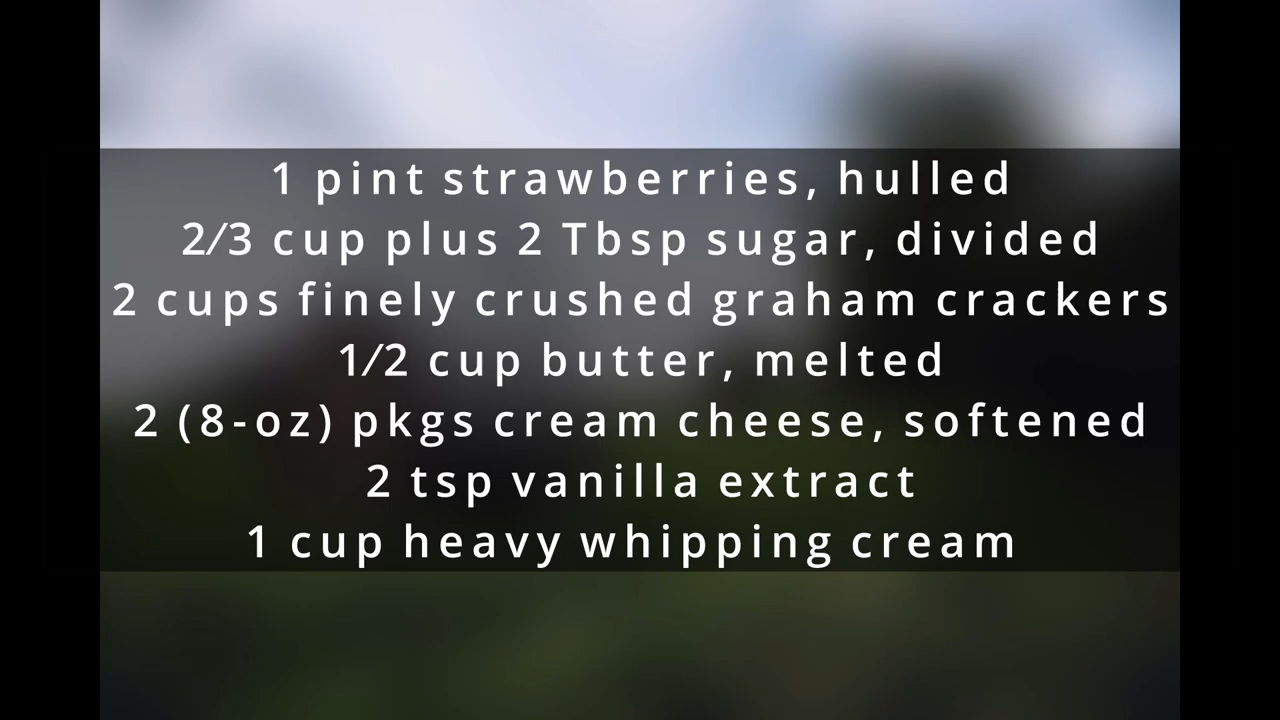 1 pint strawberries, hulled
2/3 cup plus 2 Tbsp sugar, divided
2 cups finely crushed graham crackers
1/2 cup butter, melted
2 (8-oz) pkgs cream cheese, softened
2 tsp vanilla extract
1 cup heavy whipping cream